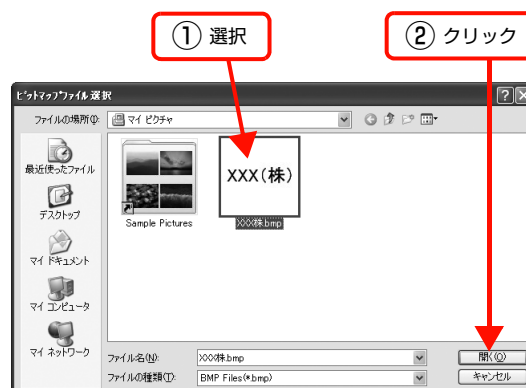 ① 選択
② クリック
ビットマップファイル選択
ファイルの場所(I):
マイ ピクチャ
最近使ったファイル
デスクトップ
マイ ドキュメント
マイ コンピュータ
マイ ネットワーク
Sample Pictures
XXX(株)
XXX株.bmp
ファイル名(N):
XXX株.bmp
開く(O)
ファイルの種類(T):
BMP Files(*.bmp)
キャンセル